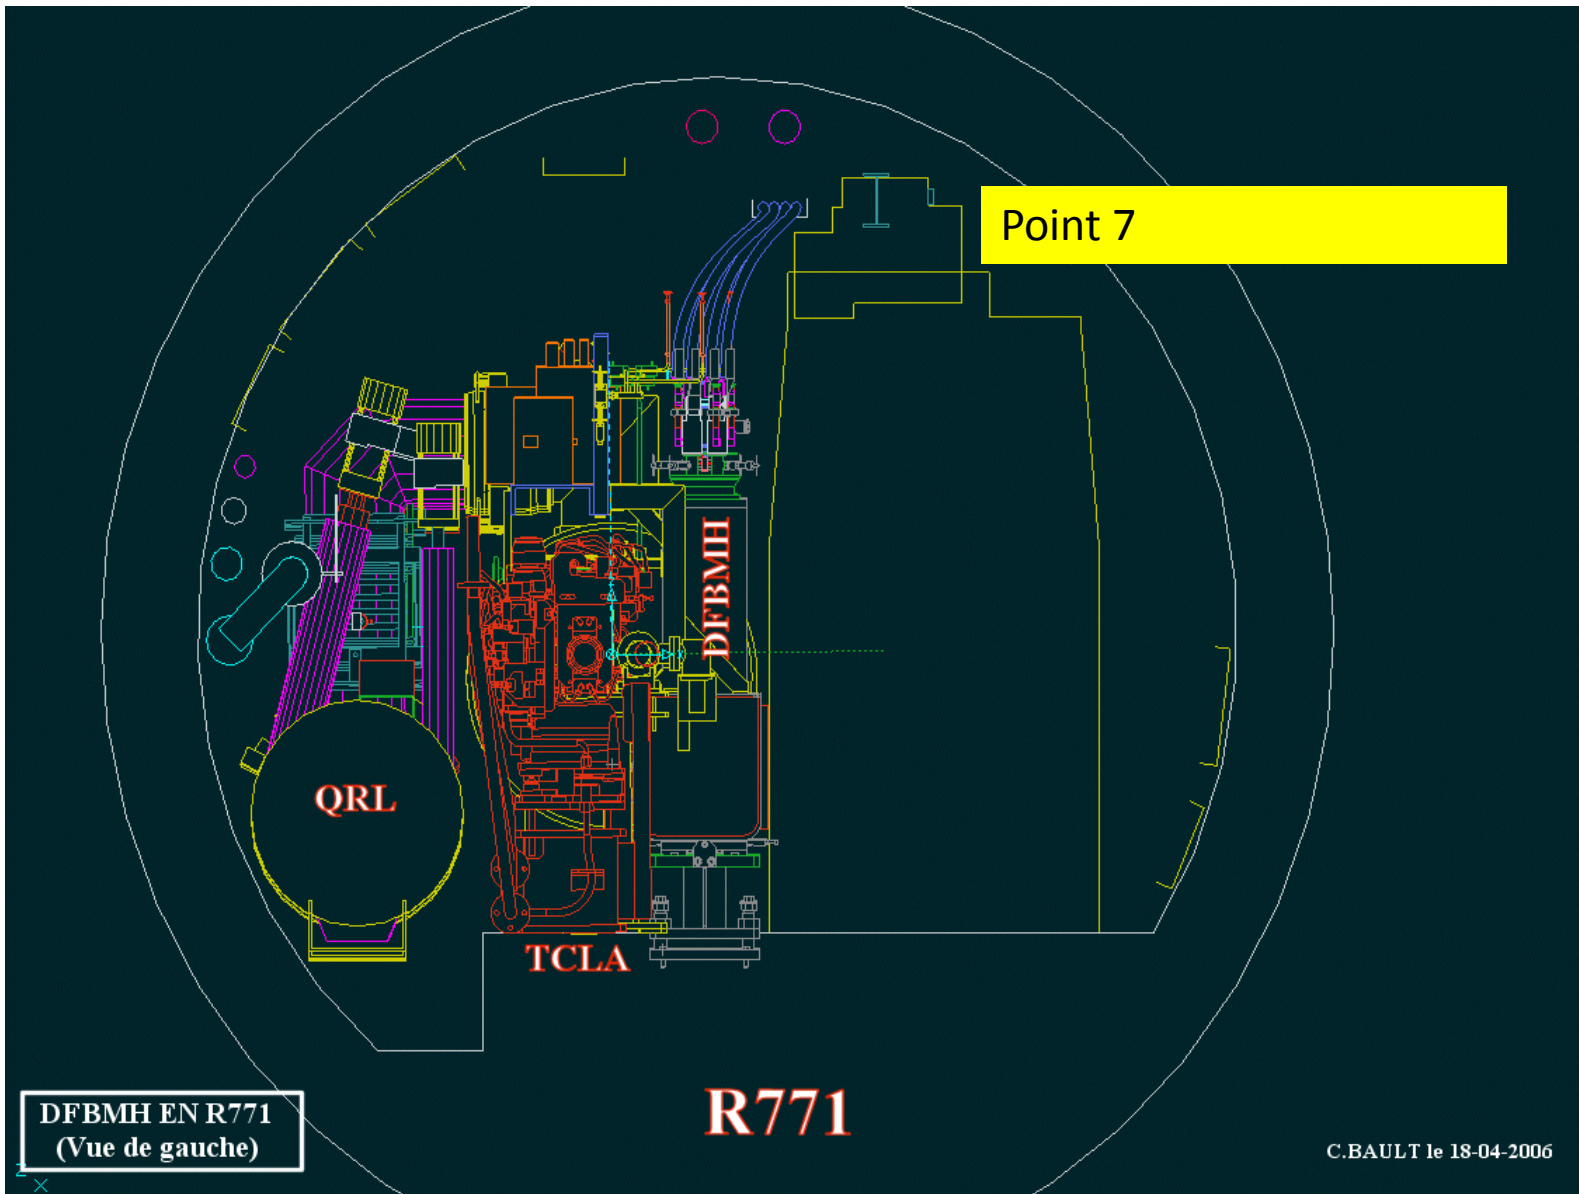 Point 7
DFBMH
QRL
TCLA
R771
DFBMH EN R771
(Vue de gauche)
C.BAULT le 18-04-2006
Z
X